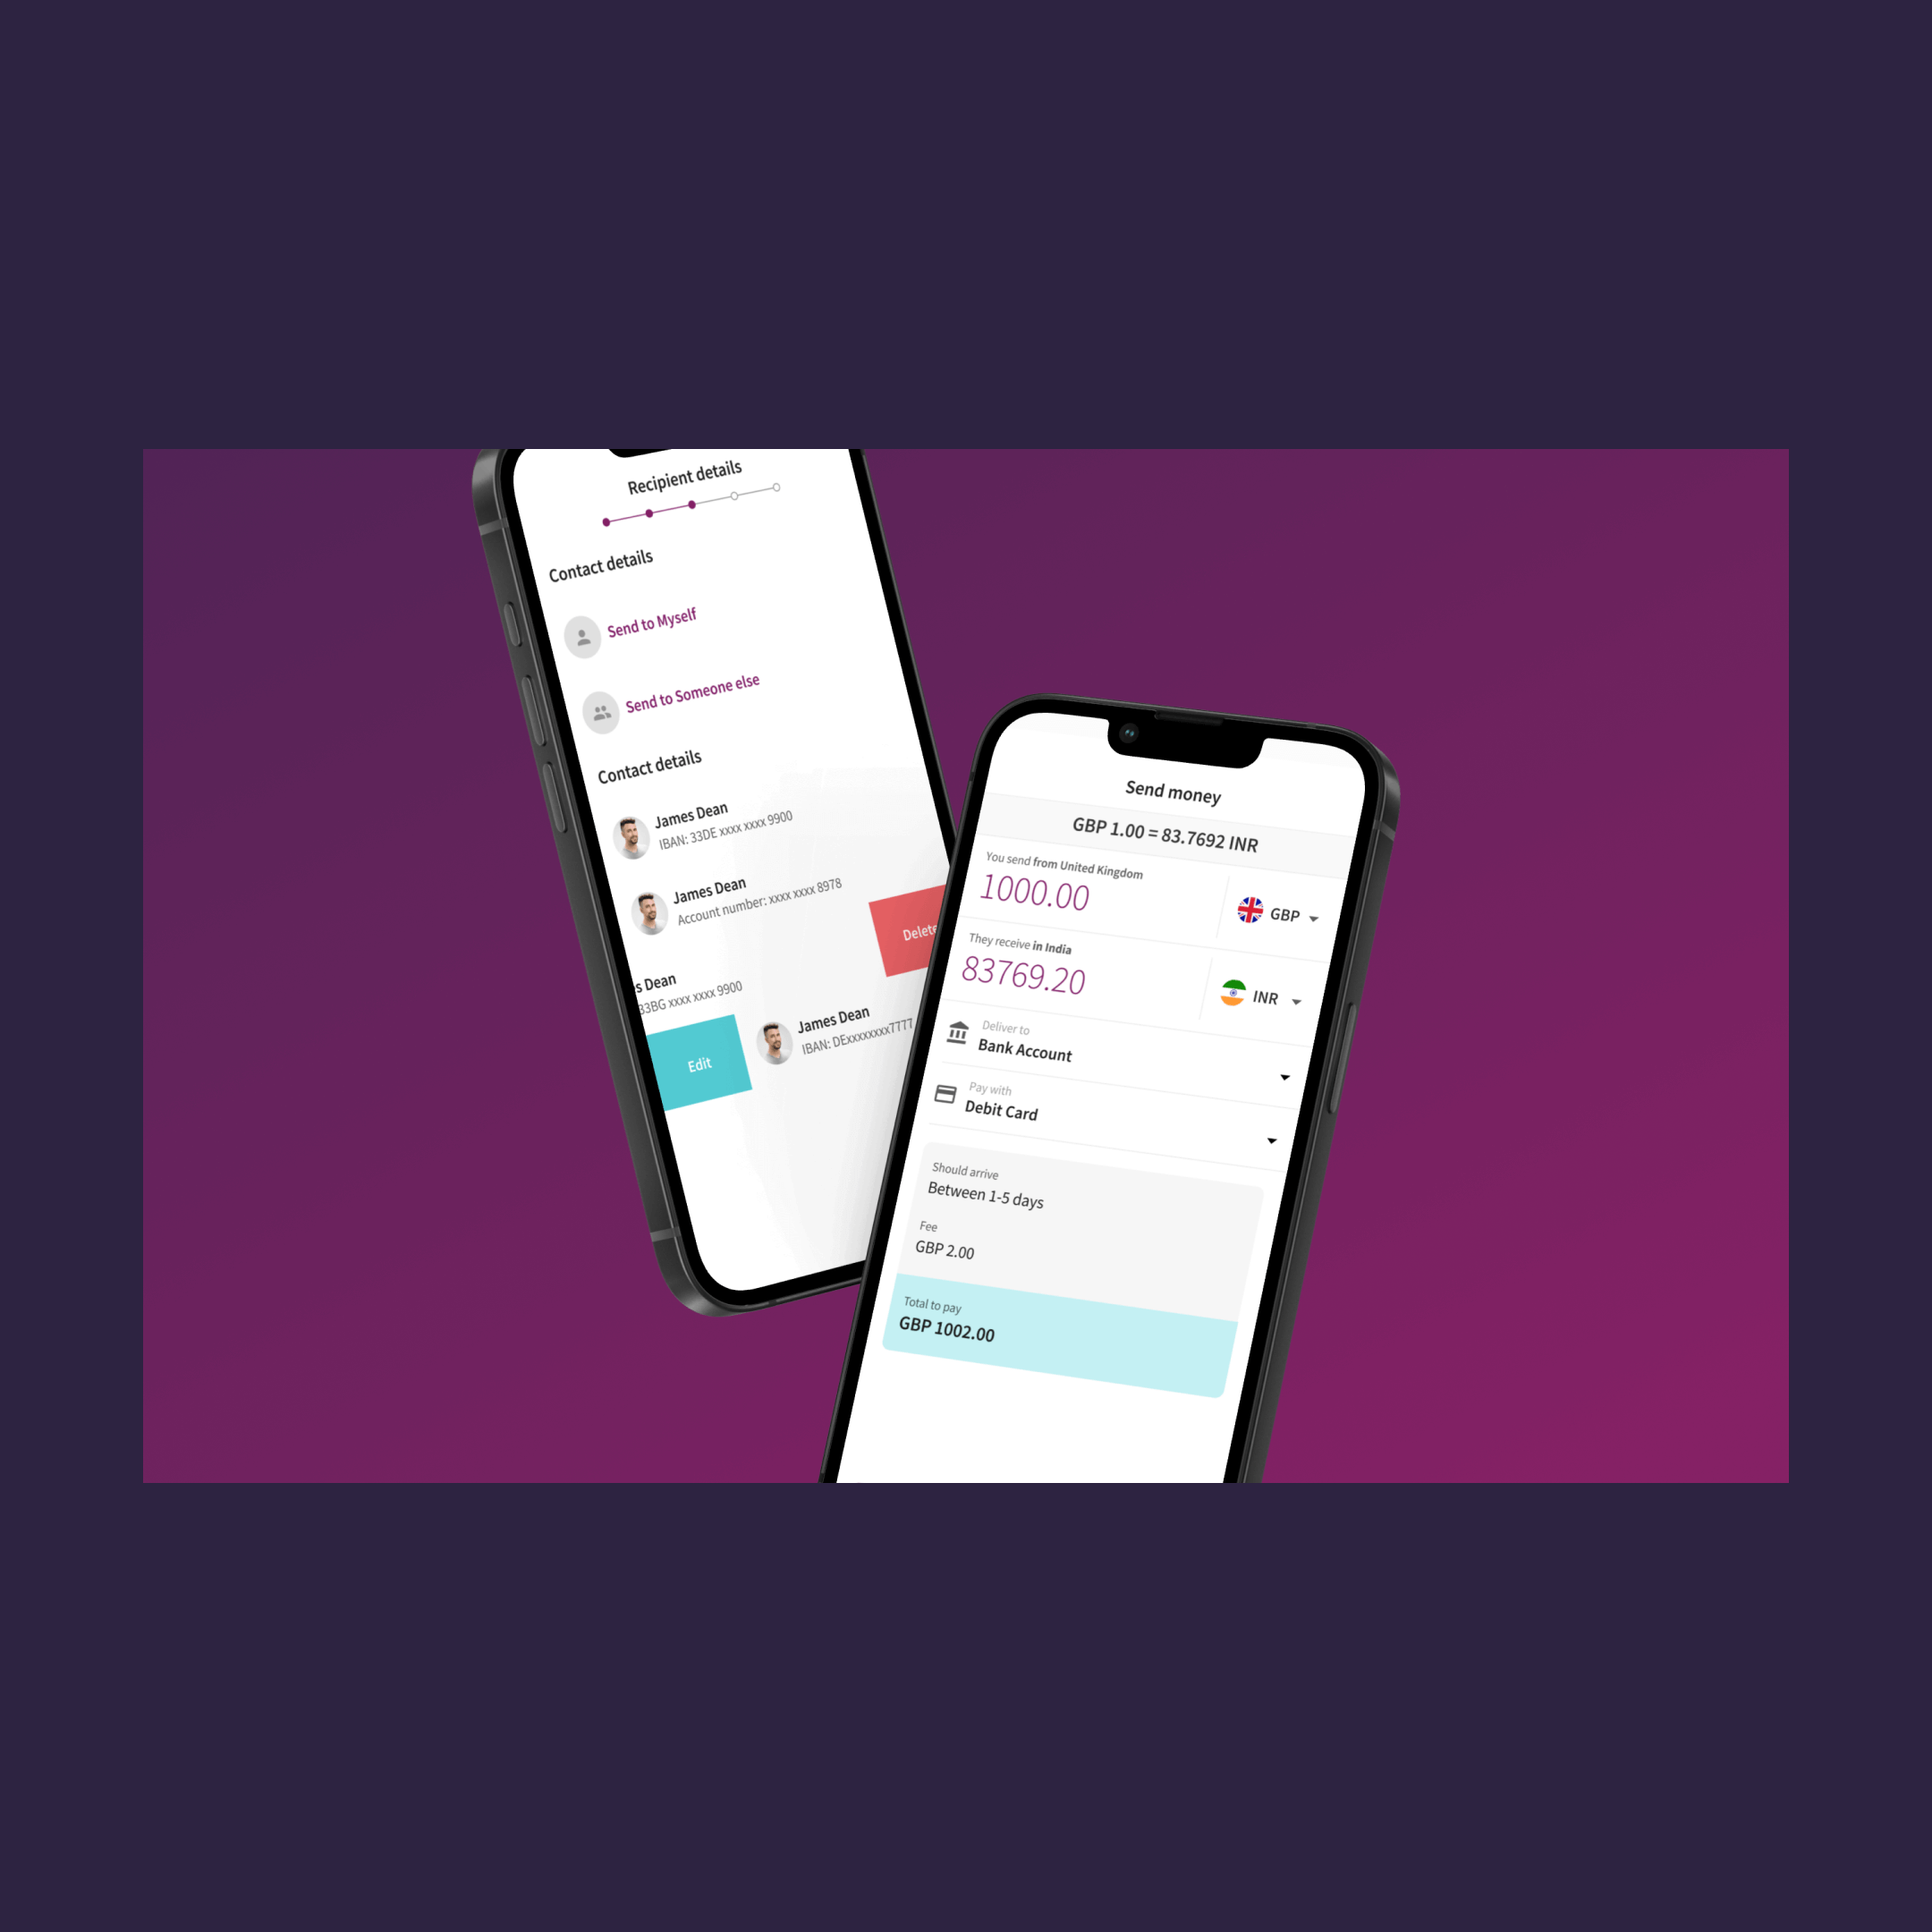 Recipient details
Contact details
Send to Myself
Send to Someone else
Contact details
James Dean
IBAN: 33DE xxxx xxxx 9900
James Dean
Account number: xxxx xxxx 8978
Delete
s Dean
33BG xxxx xxxx 9900
Edit
James Dean
IBAN: DExxxxxxxx7777
Send money
GBP 1.00 = 83.7692 INR
You send from United Kingdom
1000.00
GBP
They receive in India
83769.20
INR
Deliver to
Bank Account
Pay with
Debit Card
Should arrive
Between 1-5 days
Fee
GBP 2.00
Total to pay
GBP 1002.00